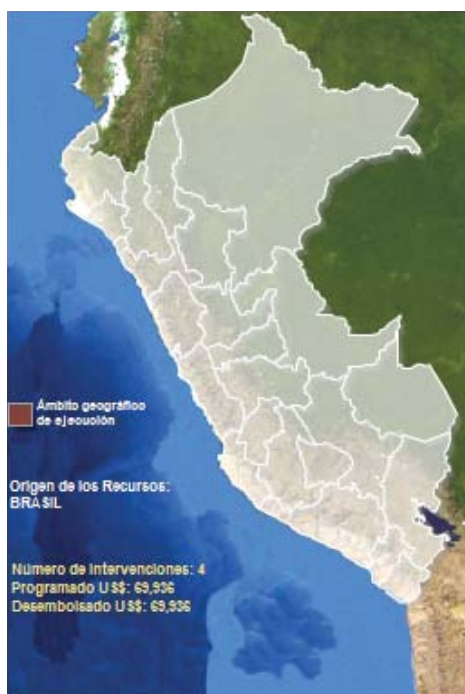 Ámbito geográfico
de ejecución
Origen de los Recursos:
BRASIL
Número de Intervenciones: 4
Programado US$: 69,936
Desembolsado US$: 69,936